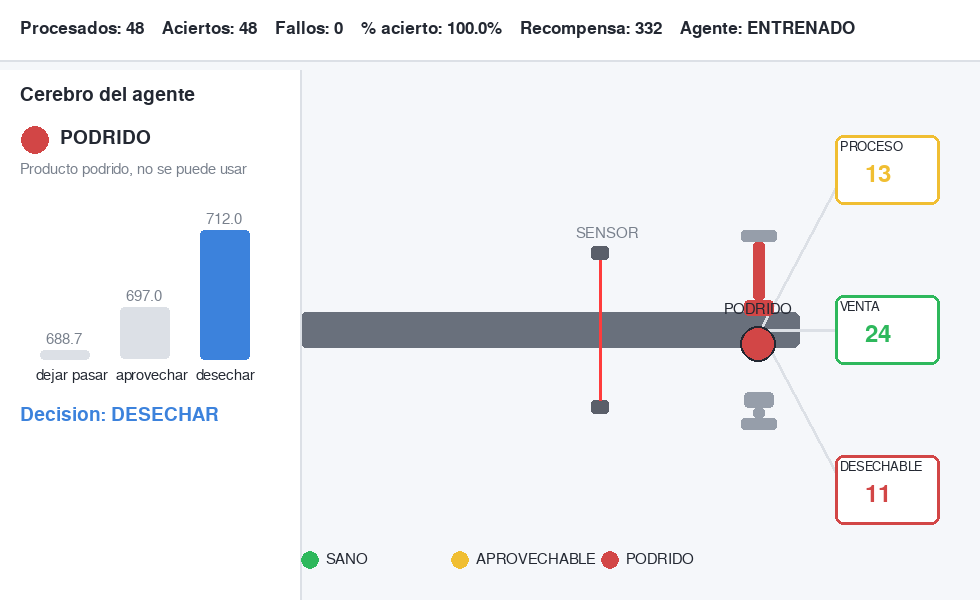 Procesados: 48 Aciertos: 48 Fallos: 0 % acierto: 100.0% Recompensa: 332 Agente: ENTRENADO
Cerebro del agente
PODRIDO
Producto podrido, no se puede usar
712.0
697.0
688.7
dejar pasar aprovechar desechar
Decision: DESECHAR
SENSOR
PODRIDO
PROCESO
13
VENTA
24
DESECHABLE
11
SANO APROVECHABLE PODRIDO